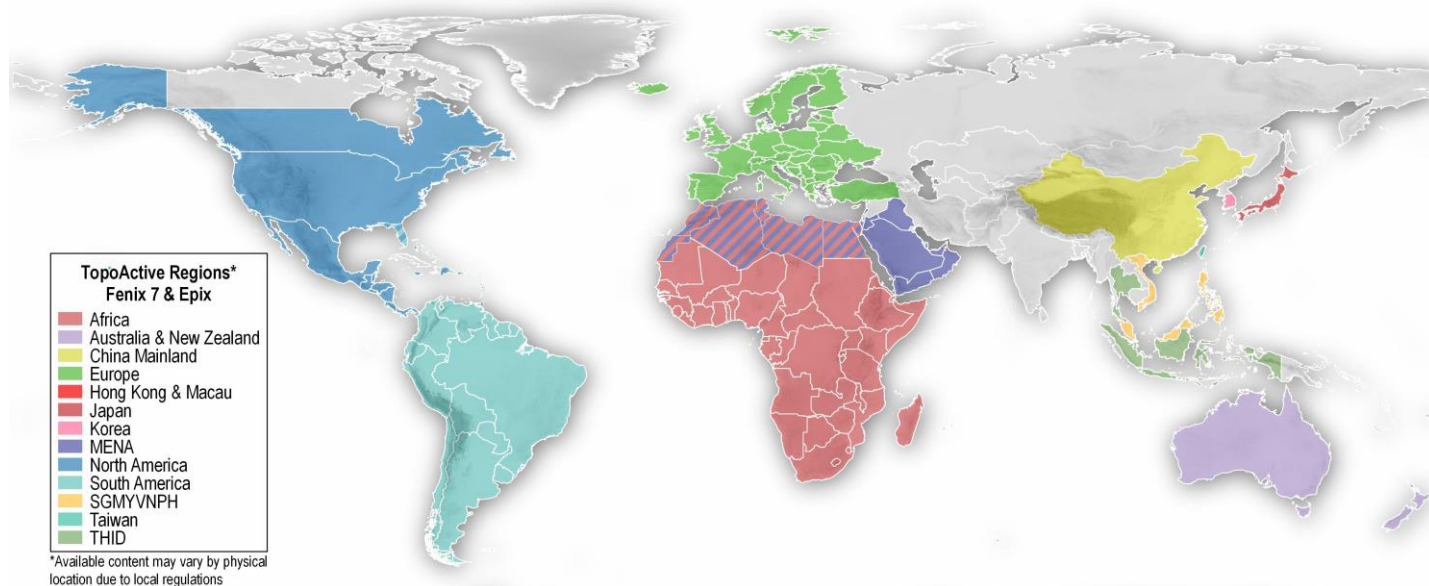 TopoActive Regions*
Fenix 7 & Epix
Africa
Australia & New Zealand
China Mainland
Europe
Hong Kong & Macau
Japan
Korea
MENA
North America
South America
SGMYVNPH
Taiwan
THID
*Available content may vary by physical
location due to local regulations